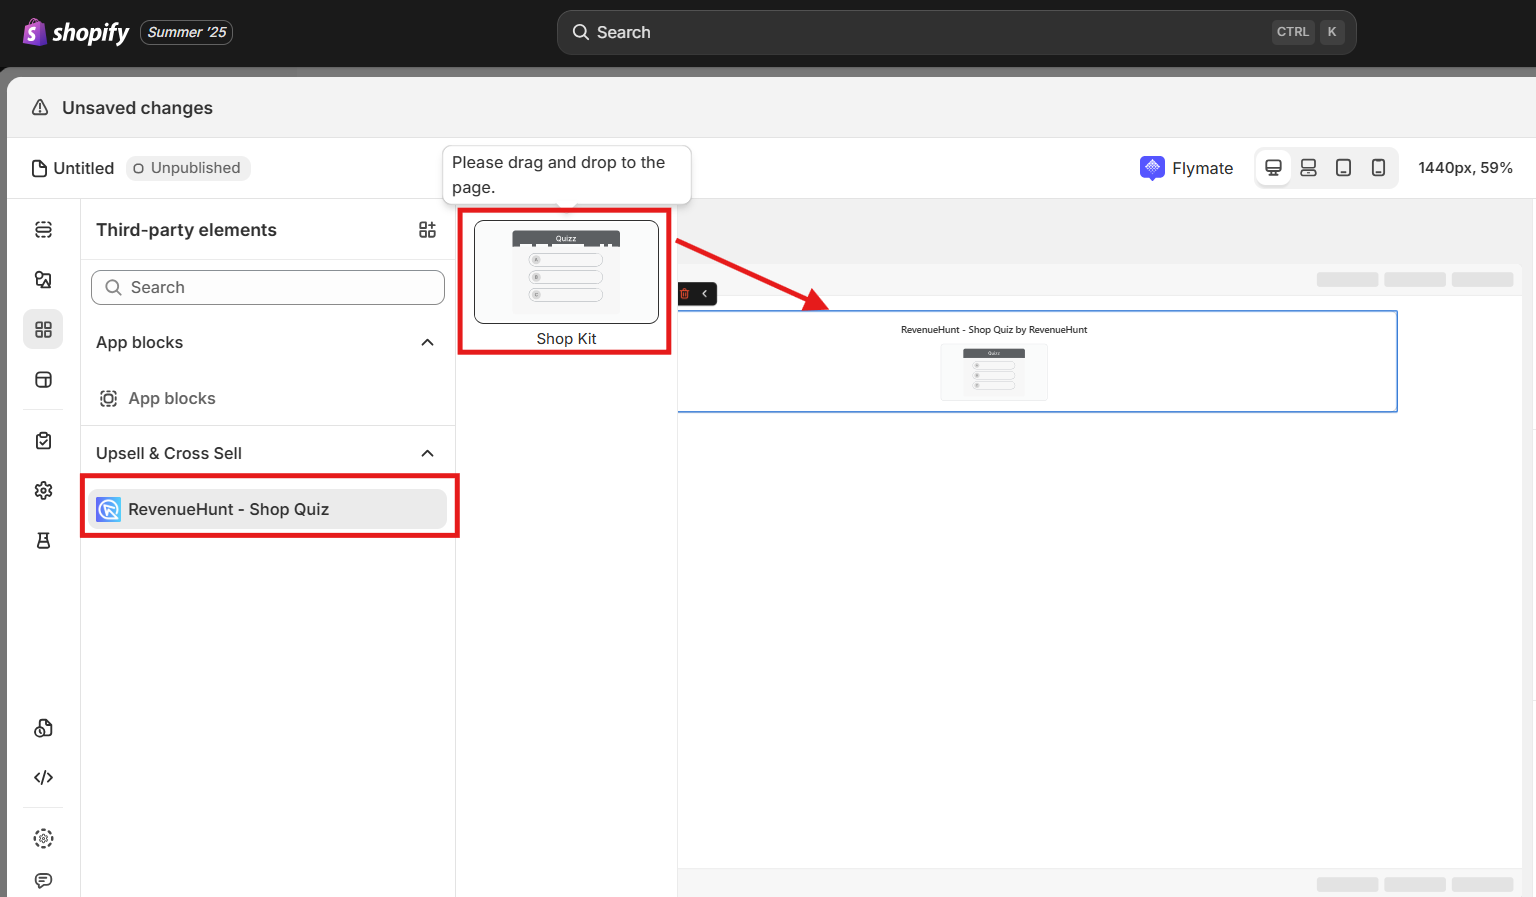 shopify
Summer '25
Search
CTRL K
Unsaved changes
Untitled
Unpublished
Please drag and drop to the
page.
Flymate
1440px, 59%
Third-party elements
Search
App blocks
App blocks
Upsell & Cross Sell
RevenueHunt - Shop Quiz
Quizz
A
B
C
Shop Kit
RevenueHunt - Shop Quiz by RevenueHunt
Quizz